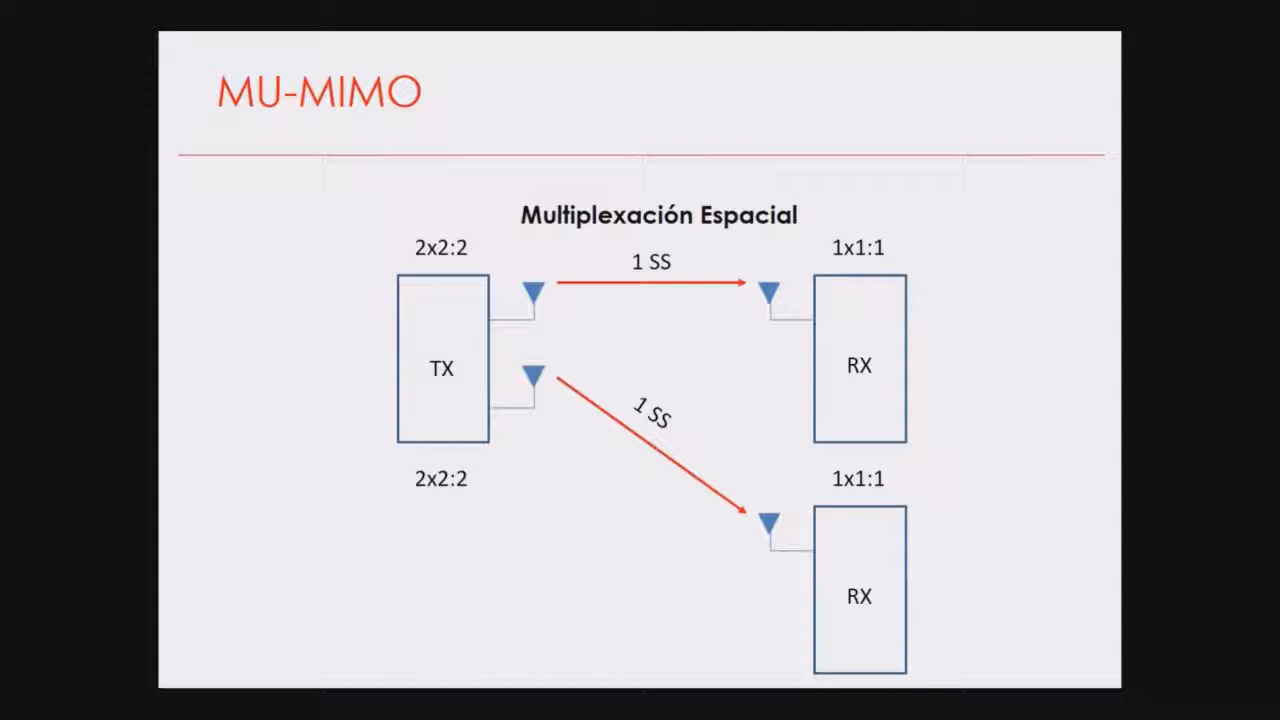 MU-MIMO
Multiplexación Espacial
2x2:2
1 SS
1x1:1
TX
RX
1 SS
2x2:2
1x1:1
RX